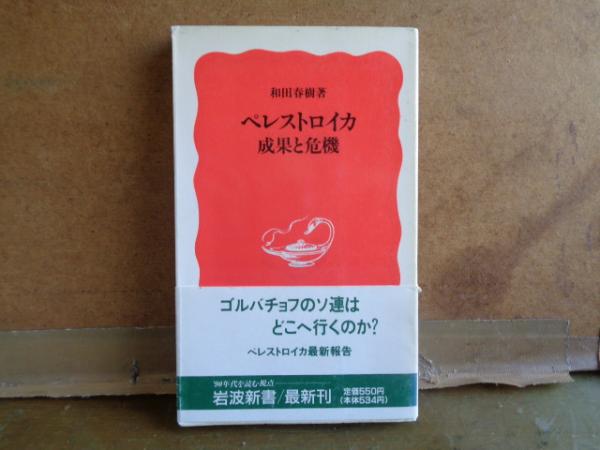 和田春樹著
ペレストロイカ
成果と危機
ゴルバチョフのソ連は
どこへ行くのか?
ペレストロイカ最新報告
'90年代を読む視点
岩波新書/最新刊
定価550円
(本体534円)